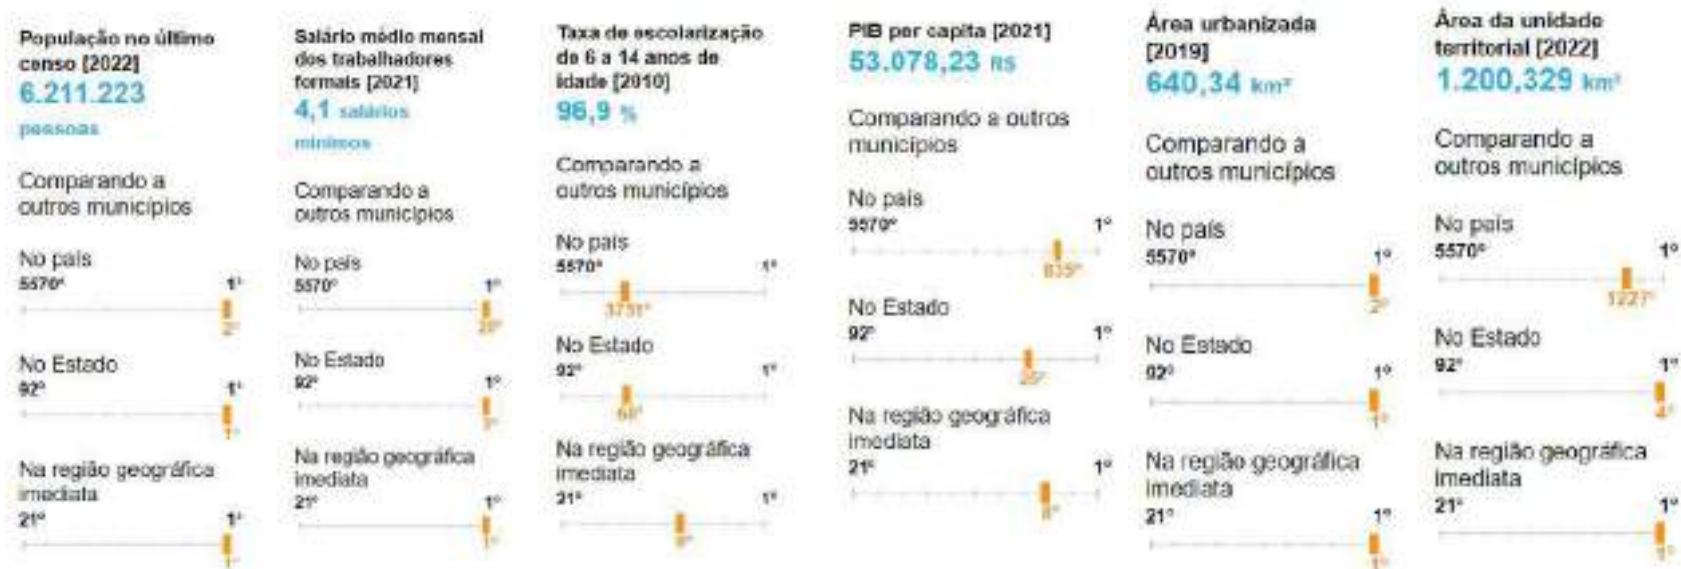 População no último
censo [2022]
6.211.223
pessoas
Comparando a
outros municípios
No país
5570º 1º
2º
No Estado
92º 1º
1º
Na região geográfica
imediata
21º 1º
1º
Salário médio mensal
dos trabalhadores
formais [2021]
4,1 salários
mínimos
Comparando a
outros municípios
No país
5570º 1º
No Estado
92º 1º
Na região geográfica
imediata
21º 1º
1º
Taxa de escolarização
de 6 a 14 anos de
idade [2010]
96,9 %
Comparando a
outros municípios
No país
5570º 1º
3751º
No Estado
92º 1º
Na região geográfica
imediata
21º 1º
PIB per capita [2021]
53.078,23 R$
Comparando a outros
municípios
No país
5570º 1º
No Estado
92º 1º
Na região geográfica
imediata
21º 1º
Área urbanizada
[2019]
640,34 km²
Comparando a
outros municípios
No país
5570º 1º
2º
No Estado
92º 1º
1º
Na região geográfica
imediata
21º 1º
1º
Área da unidade
territorial [2022]
1.200,329 km²
Comparando a
outros municípios
No país
5570º 1º
1227º
No Estado
92º 1º
4º
Na região geográfica
imediata
21º 1º
1º